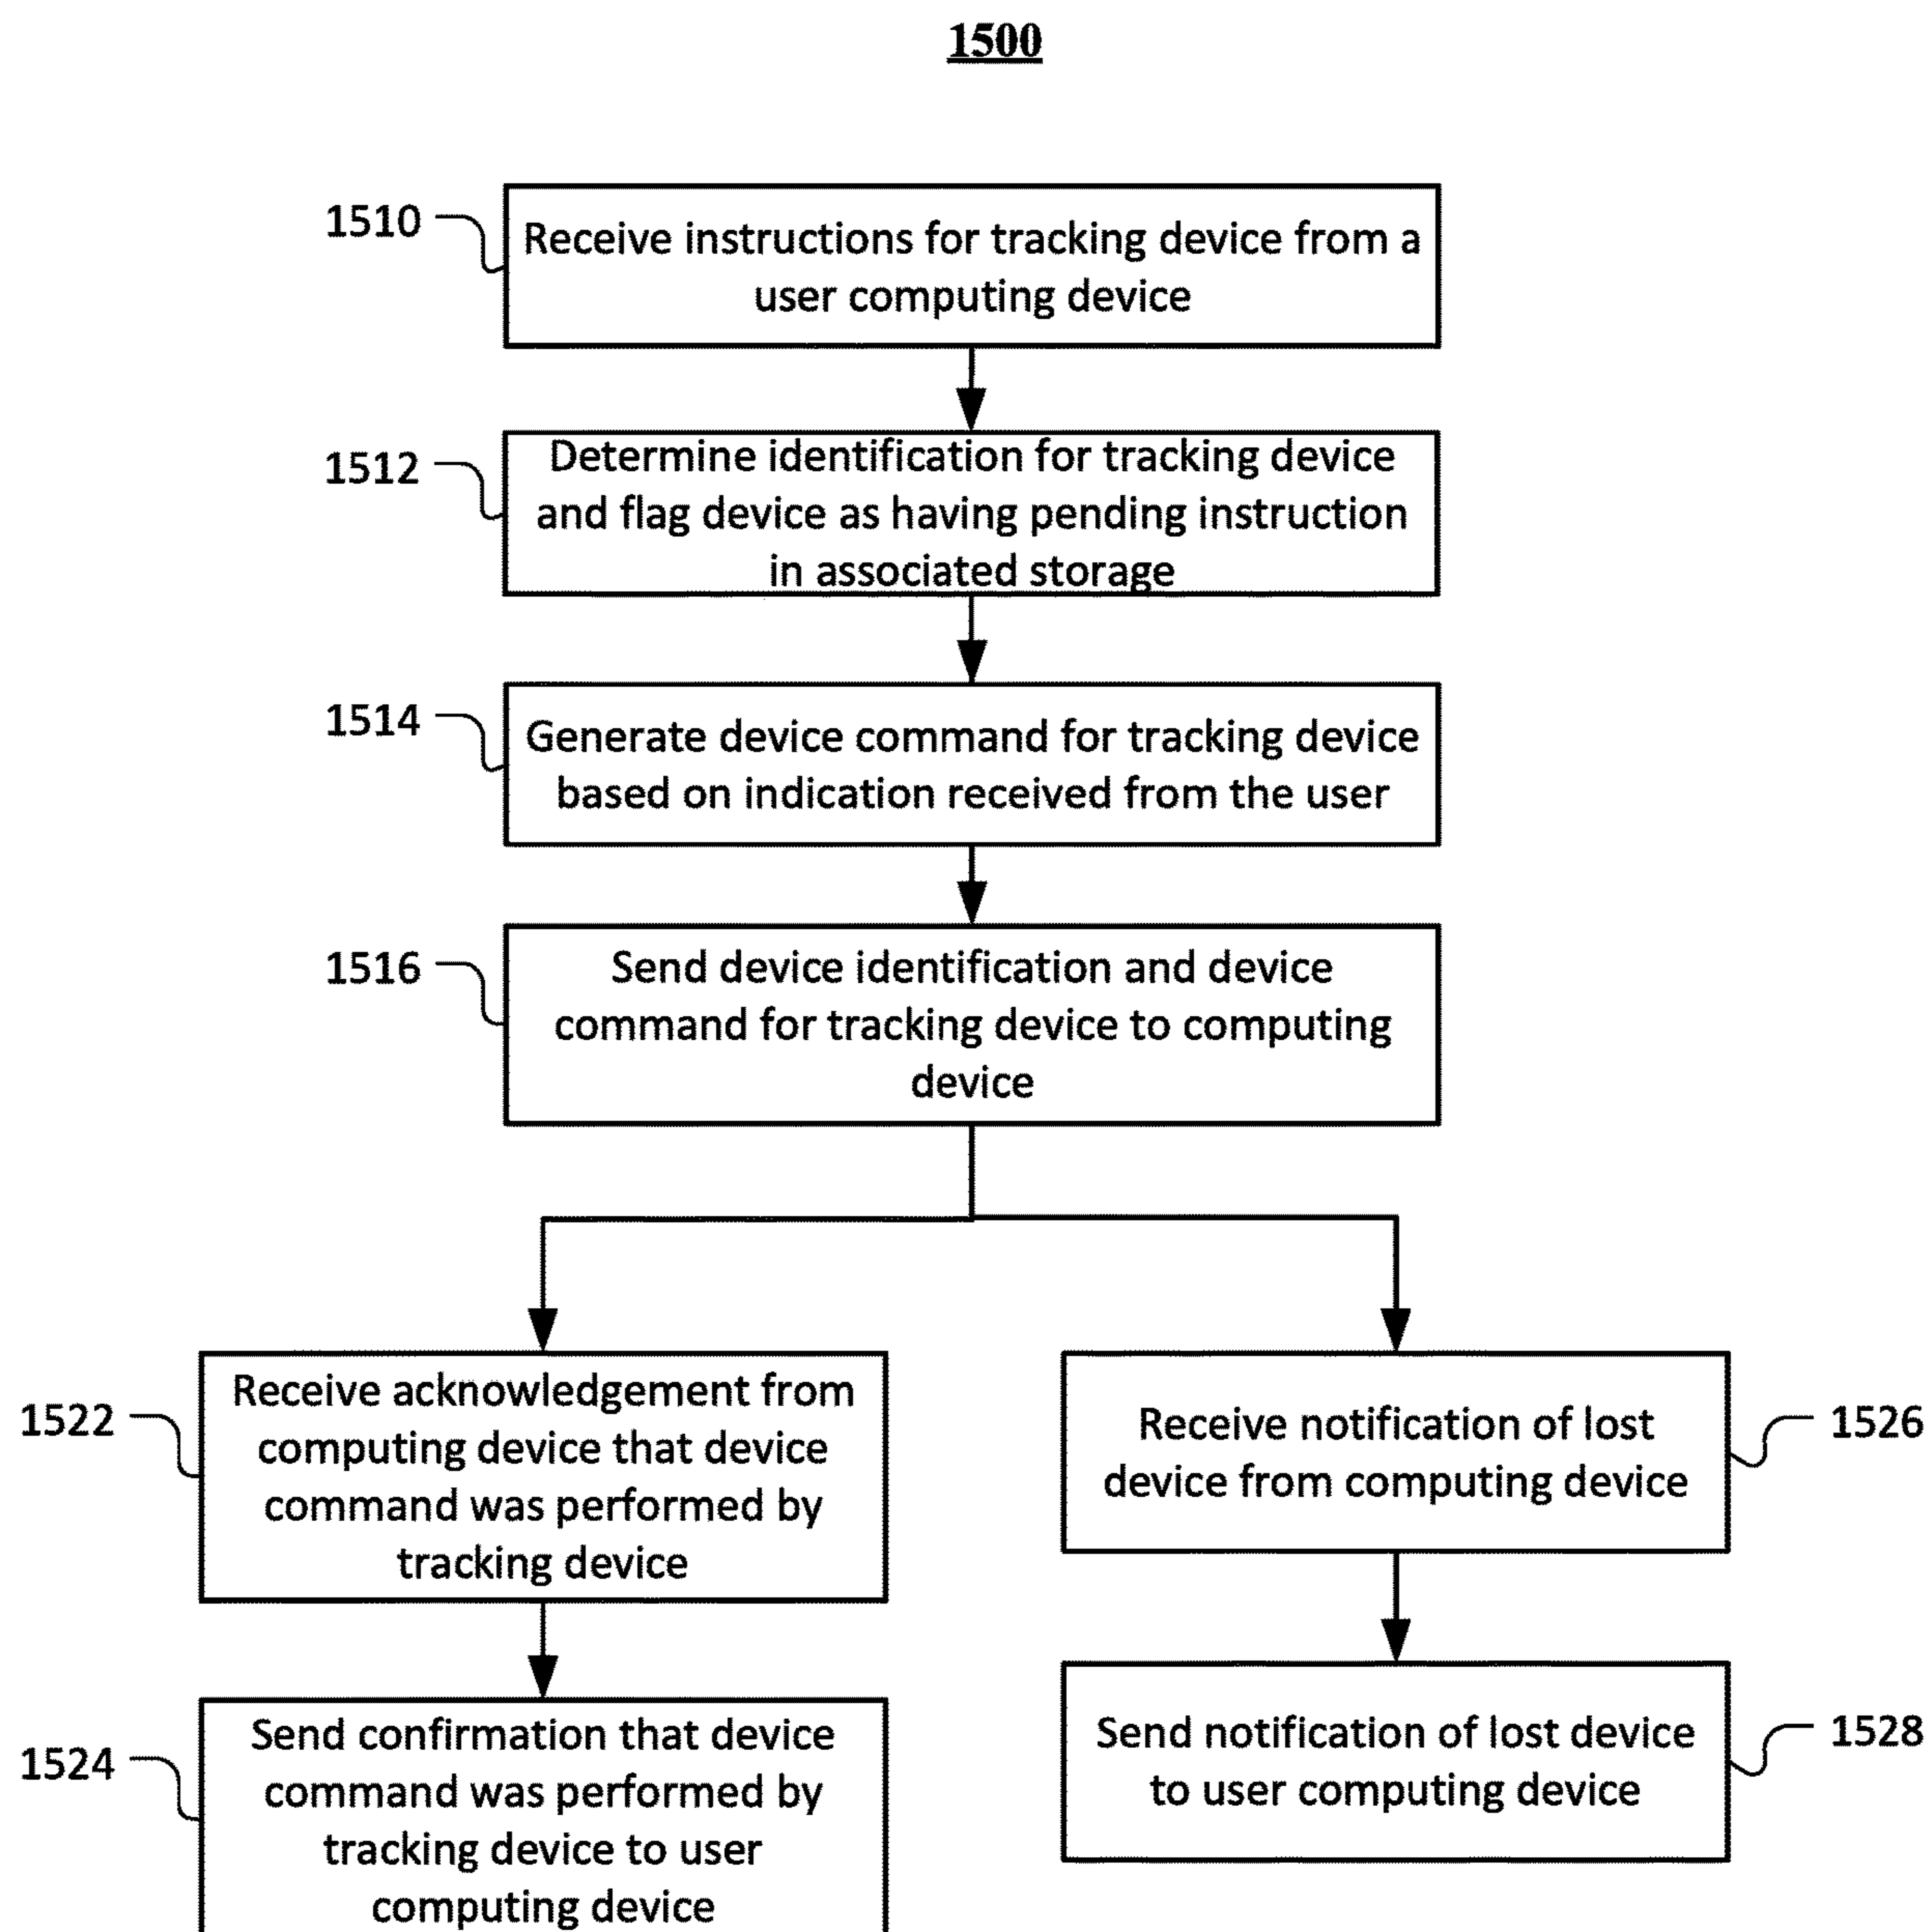 1500
1510
Receive instructions for tracking device from a
user computing device
1512
Determine identification for tracking device
and flag device as having pending instruction
in associated storage
1514
Generate device command for tracking device
based on indication received from the user
1516
Send device identification and device
command for tracking device to computing
device
1522
Receive acknowledgement from
computing device that device
command was performed by
tracking device
1524
Send confirmation that device
command was performed by
tracking device to user
computing device
Receive notification of lost
device from computing device
1526
Send notification of lost device
to user computing device
1528